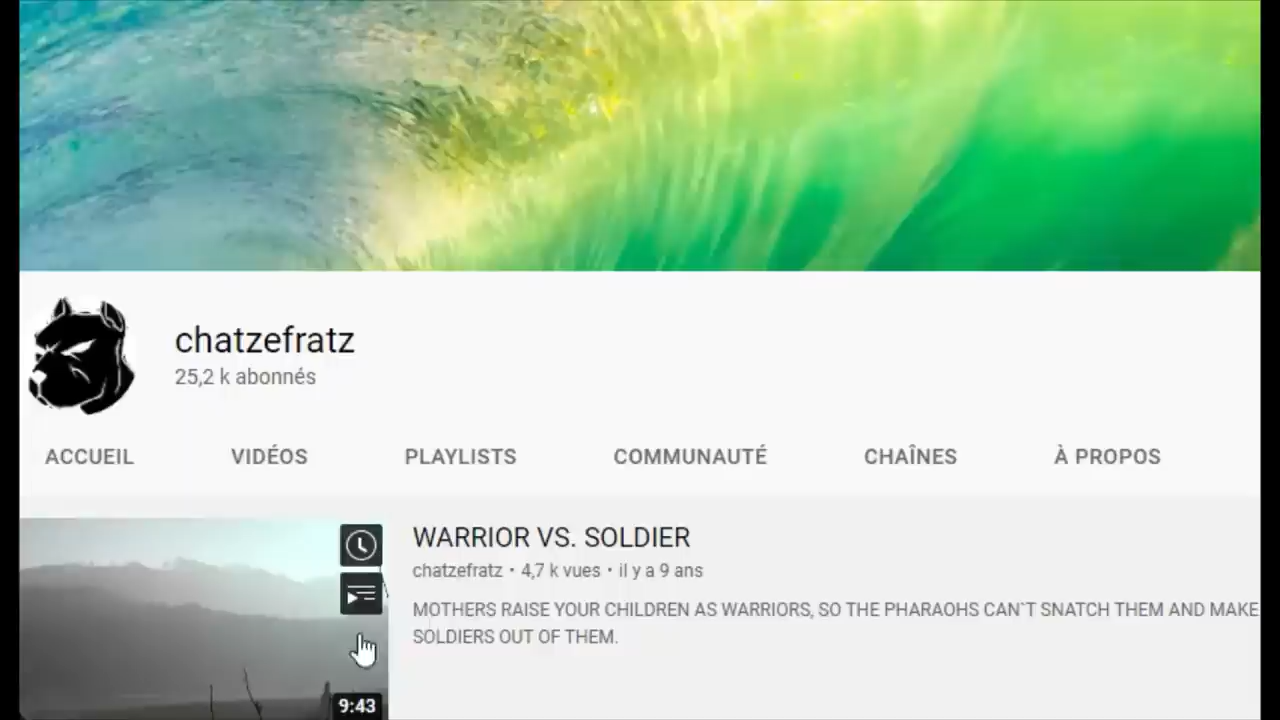 chatzefratz
25,2 k abonnés
ACCUEIL VIDÉOS PLAYLISTS COMMUNAUTÉ CHAÎNES À PROPOS
WARRIOR VS. SOLDIER
chatzefratz • 4,7 k vues • il y a 9 ans
MOTHERS RAISE YOUR CHILDREN AS WARRIORS, SO THE PHARAOHS CAN`T SNATCH THEM AND MAKE
SOLDIERS OUT OF THEM.
9:43